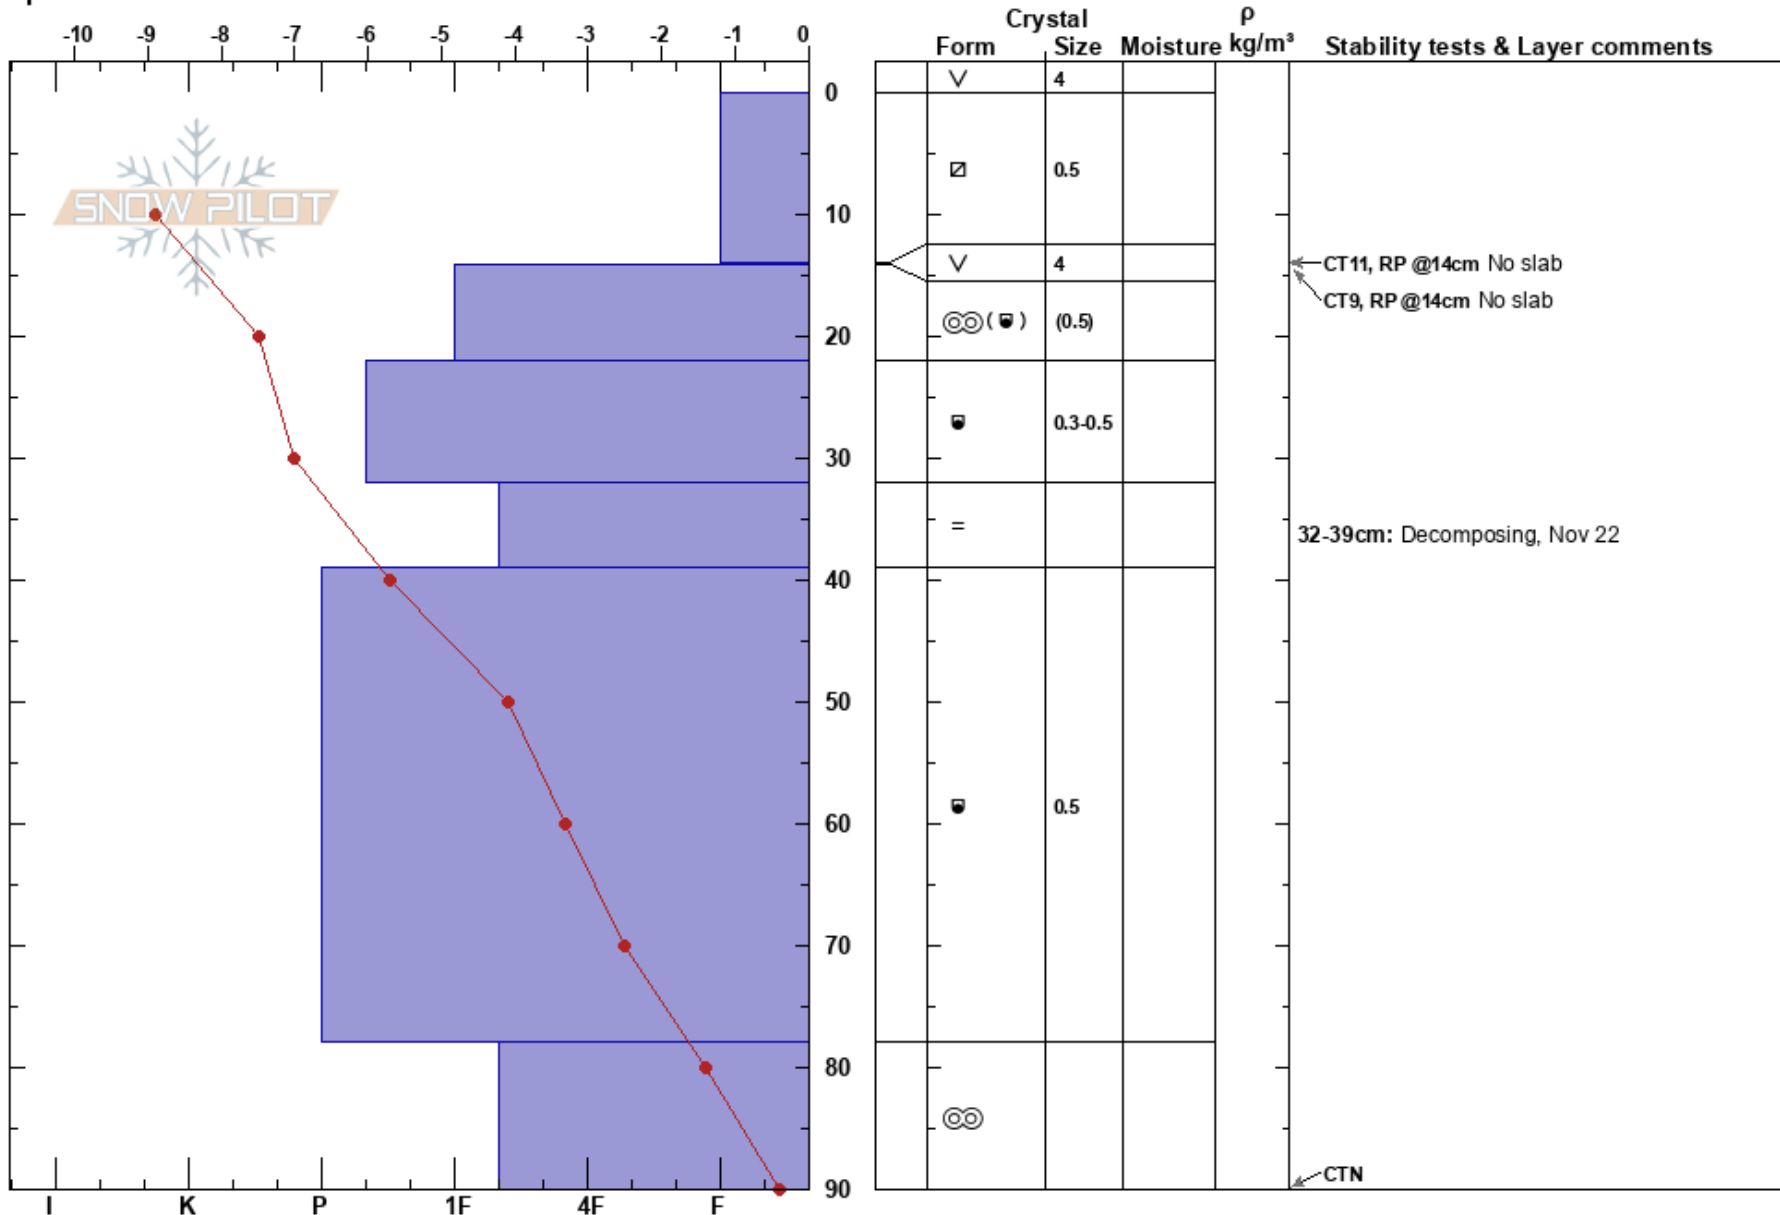 -10 -9 -8 -7 -6 -5 -4 -3 -2 -1 0
Crystal
Form Size Moisture ρ kg/m³ Stability tests & Layer comments
V 4
0
SNOW PILOT
0.5
10
V 4
CT11, RP @14cm No slab
CT9, RP @14cm No slab
( ) (0.5)
20
0.3-0.5
30
=
32-39cm: Decomposing, Nov 22
40
50
0.5
60
70
80
CTN
90
I K P 1F 4F F